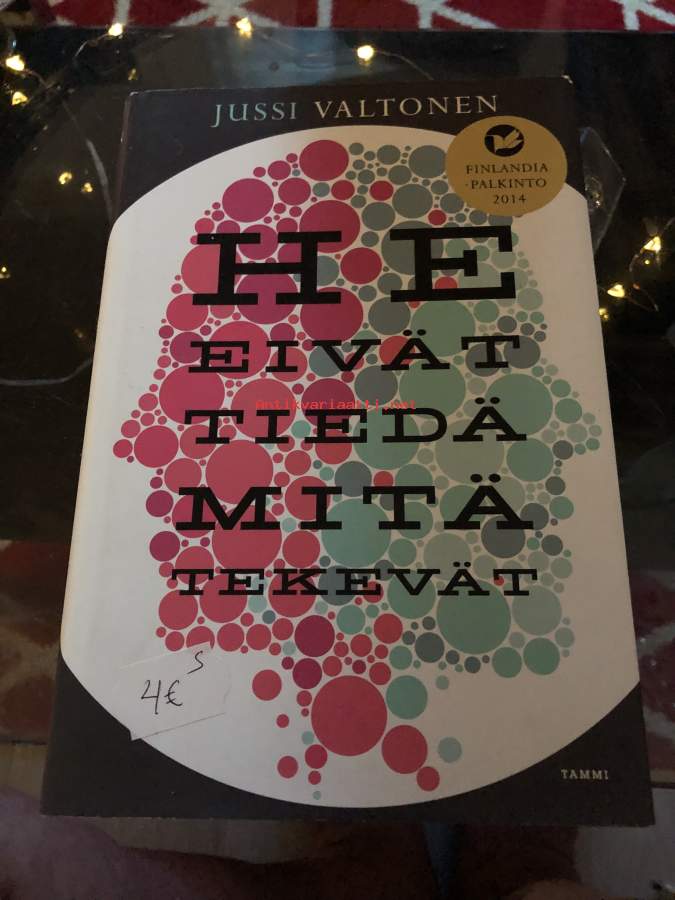 JUSSI VALTONEN
FINLANDIA
·PALKINTO
2014
HE
EIVÄT
Antikvariaatti.net
TIEDÄ
MITÄ
TEKEVÄT
4€ s
TAMMI